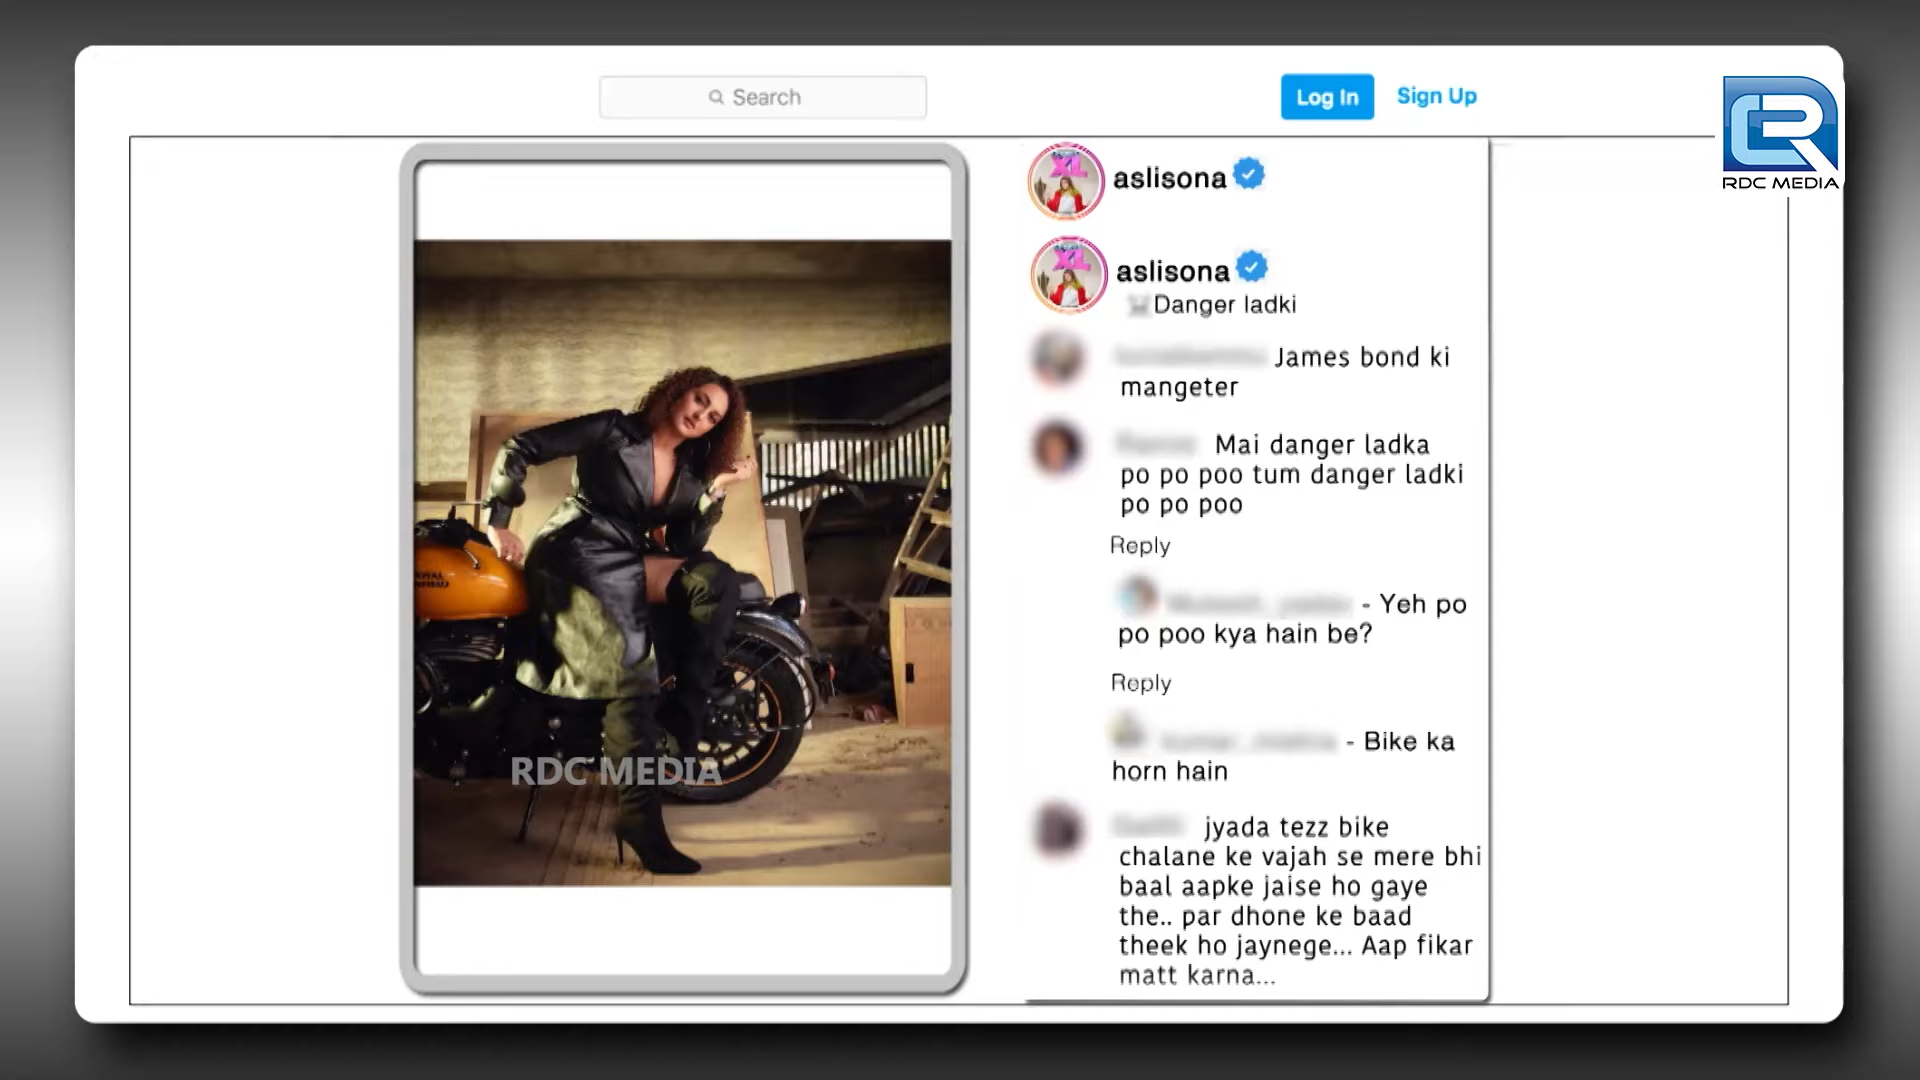 Search
Log In
Sign Up
RDC MEDIA
XL
aslisona
XL
aslisona
Danger ladki
James bond ki
mangeter
Mai danger ladka
po po poo tum danger ladki
po po poo
Reply
- Yeh po
po poo kya hain be?
Reply
- Bike ka
horn hain
jyada tezz bike
chalane ke vajah se mere bhi
baal aapke jaise ho gaye
the.. par dhone ke baad
theek ho jaynege... Aap fikar
matt karna...
RDC MEDIA